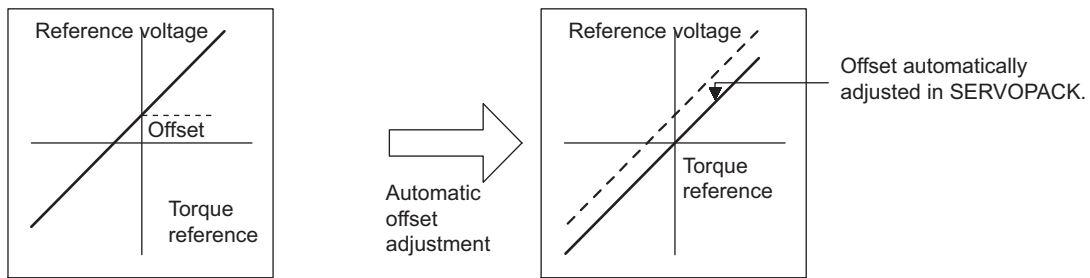 Reference voltage
Offset
Torque
reference
Automatic
offset
adjustment
Reference voltage
Torque
reference
Offset automatically
adjusted in SERVOPACK.